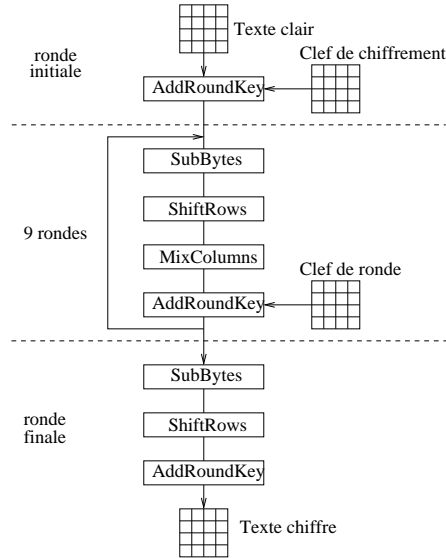 Texte clair
ronde
initiale
Clef de chiffrement
AddRoundKey
SubBytes
ShiftRows
9 rondes
MixColumns
Clef de ronde
AddRoundKey
SubBytes
ronde
finale
ShiftRows
AddRoundKey
Texte chiffre